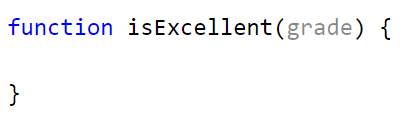 function isExcellent(grade) {
}